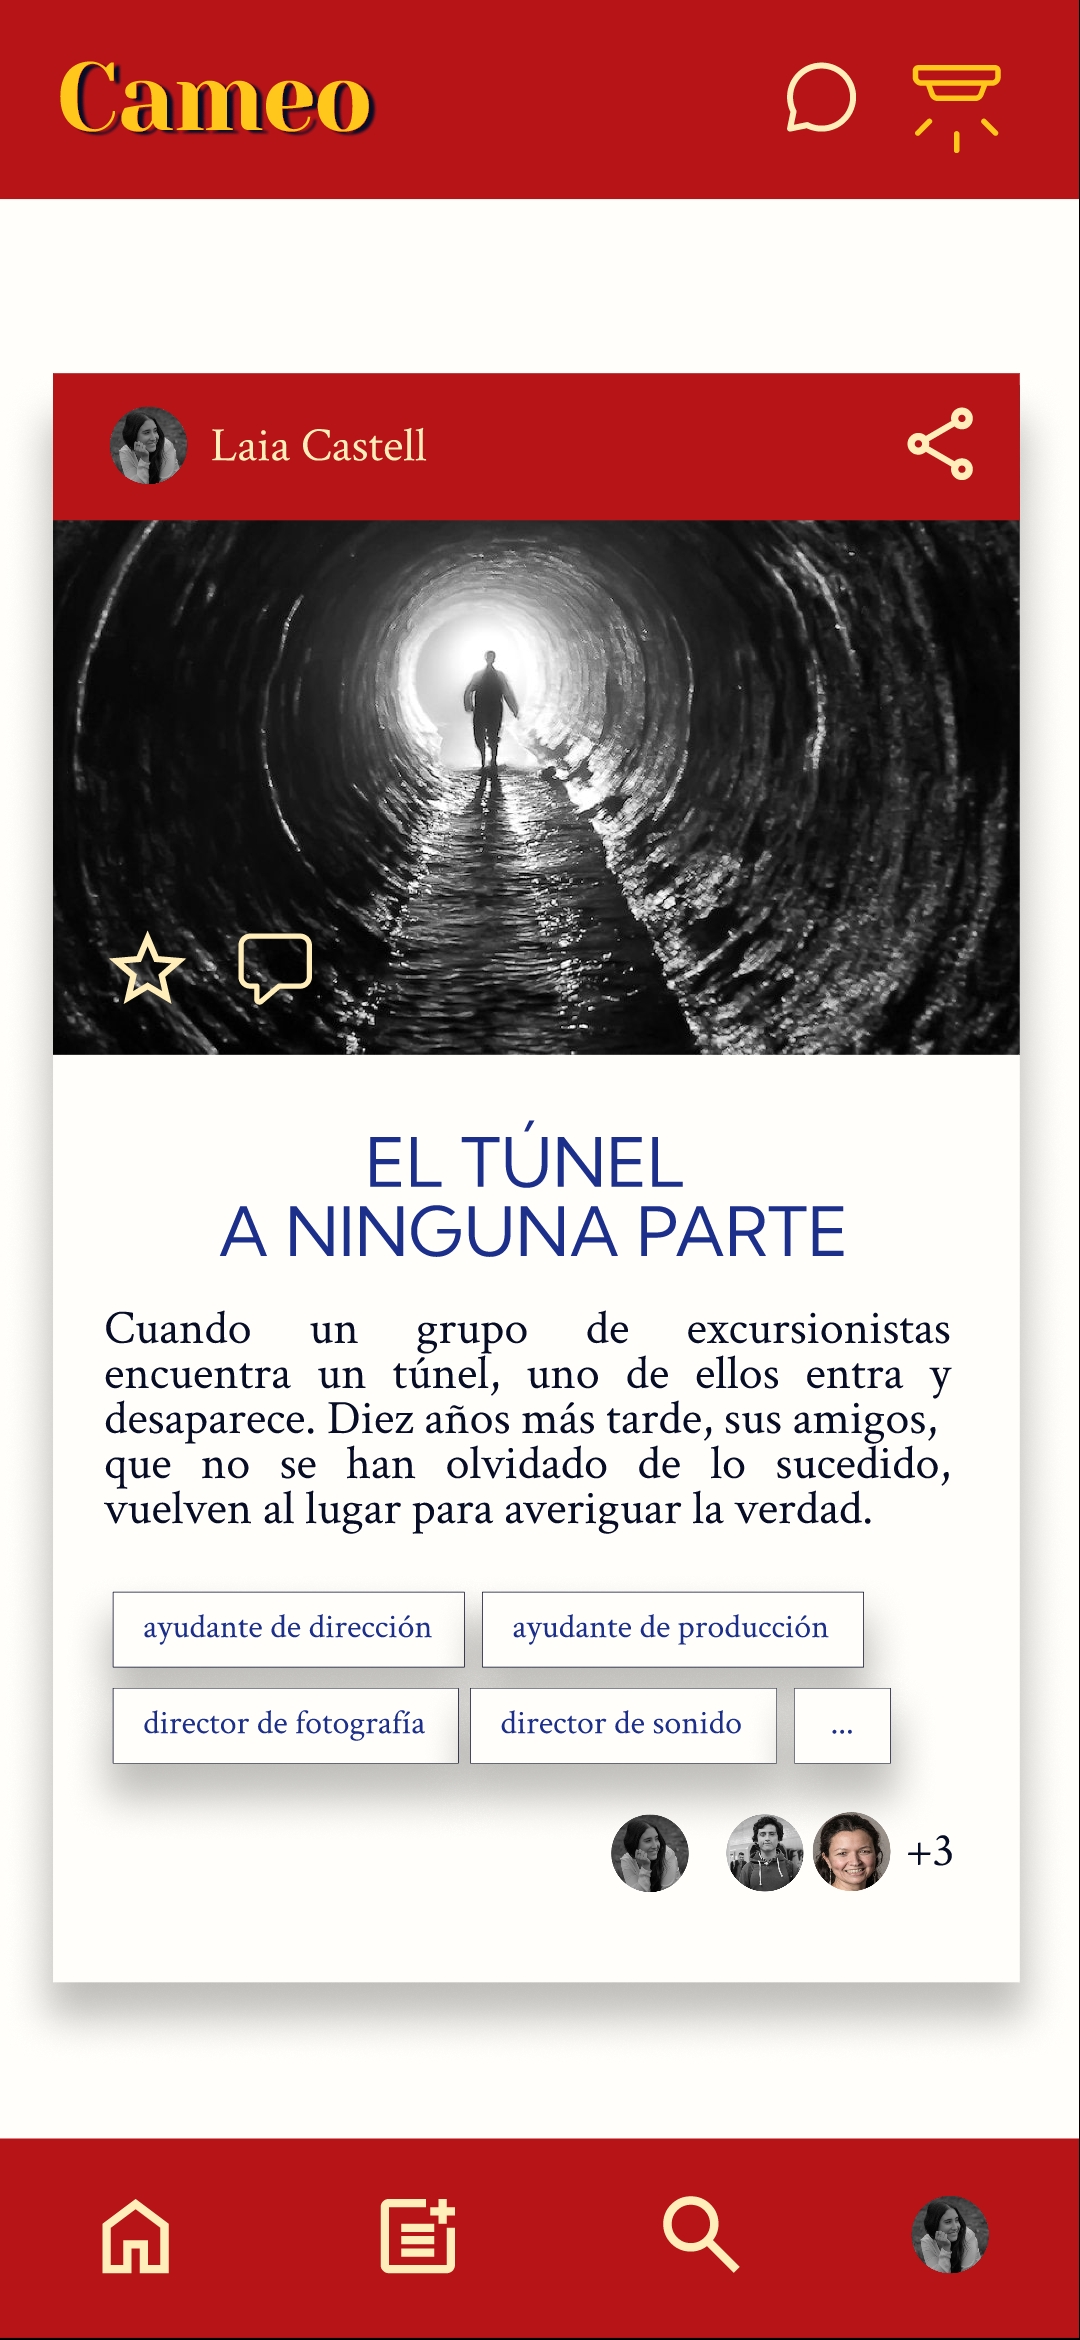 Cameo
Laia Castell
EL TÚNEL
A NINGUNA PARTE
Cuando un grupo de excursionistas
encuentra un túnel, uno de ellos entra y
desaparece. Diez años más tarde, sus amigos,
que no se han olvidado de lo sucedido,
vuelven al lugar para averiguar la verdad.
ayudante de dirección
ayudante de producción
director de fotografía
director de sonido
...
+3